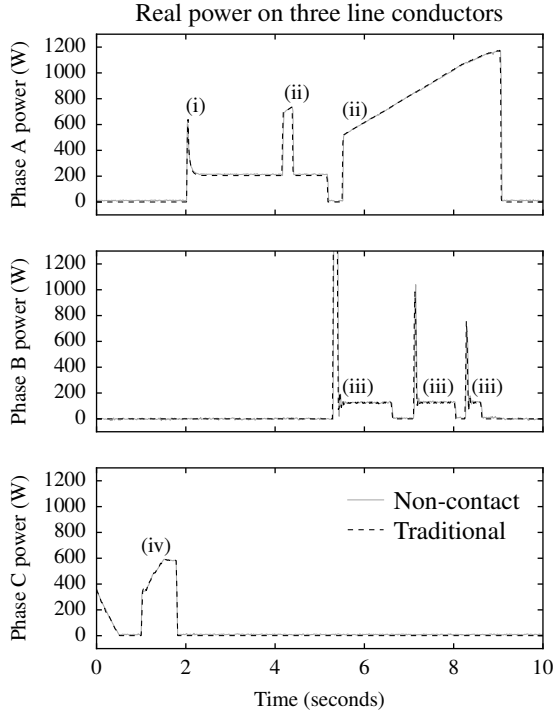 Real power on three line conductors
Phase A power (W)
1200
1000
800
600
400
200
0
(i)
(ii)
(ii)
Phase B power (W)
1200
1000
800
600
400
200
0
(iii)
(iii)
(iii)
Phase C power (W)
1200
1000
800
600
400
200
0
(iv)
Non-contact
Traditional
0 2 4 6 8 10
Time (seconds)